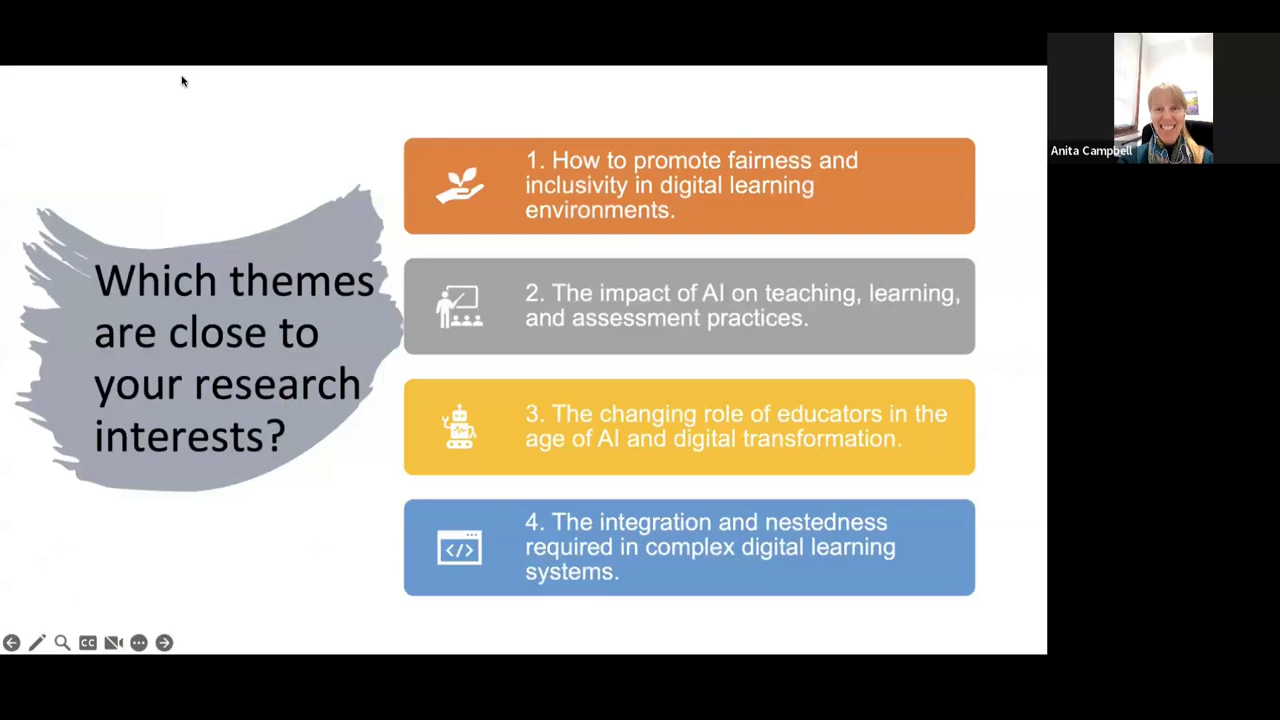 Which themes
are close to
your research
interests?
1. How to promote fairness and
inclusivity in digital learning
environments.
2. The impact of AI on teaching, learning,
and assessment practices.
3. The changing role of educators in the
age of AI and digital transformation.
4. The integration and nestedness
required in complex digital learning
systems.
</>
CC
Anita Campbell